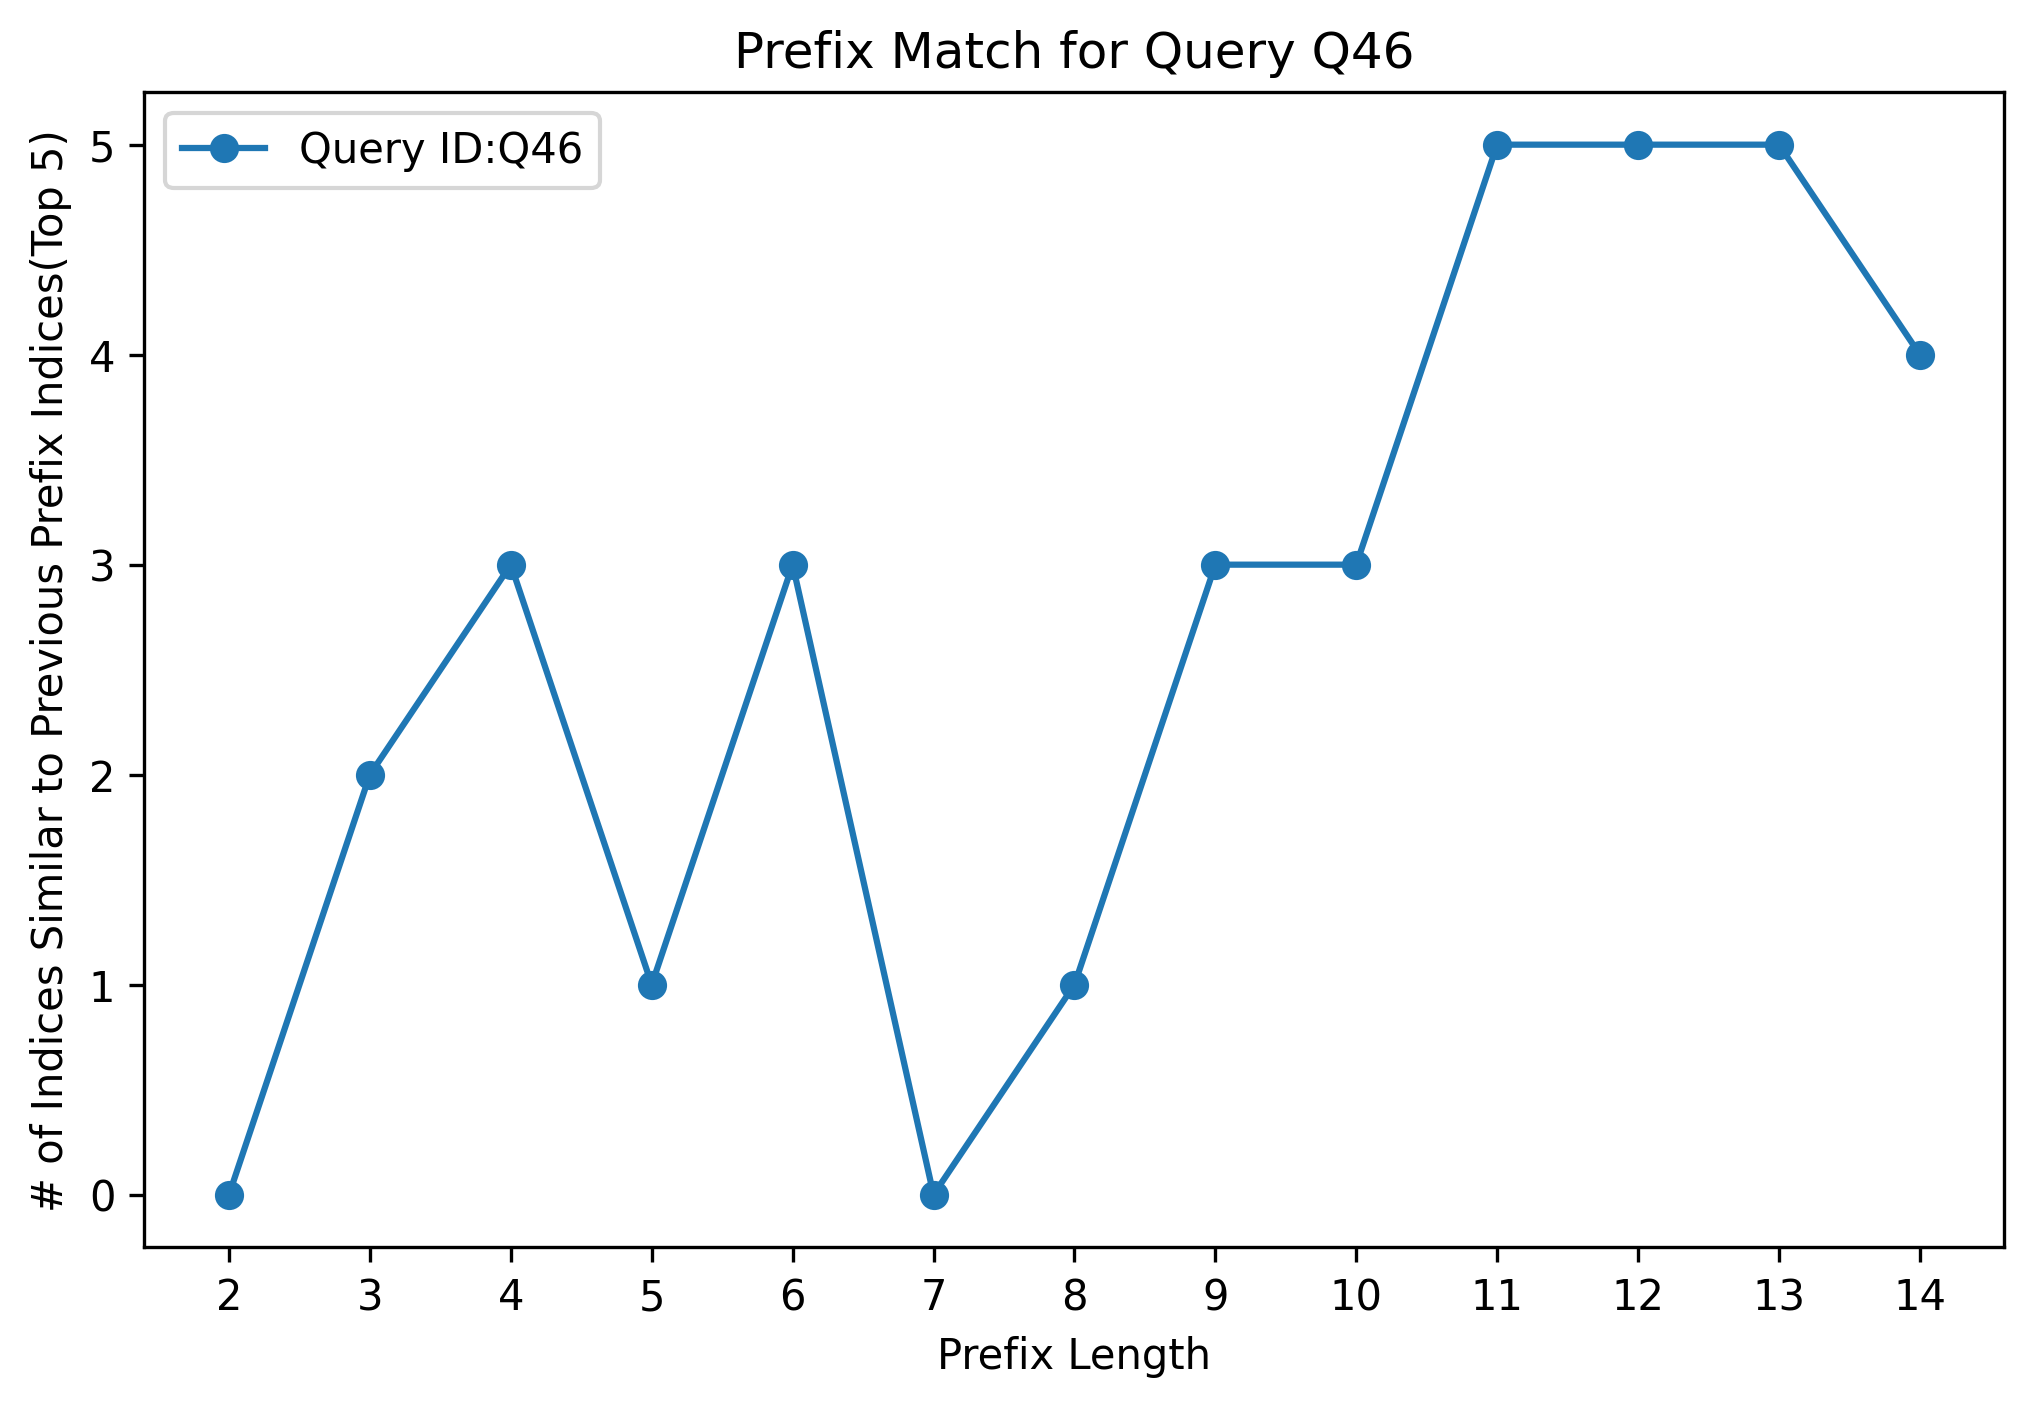 Prefix Match for Query Q46
Query ID:Q46
# of Indices Similar to Previous Prefix Indices(Top 5)
5
4
3
2
1
0
2 3 4 5 6 7 8 9 10 11 12 13 14
Prefix Length